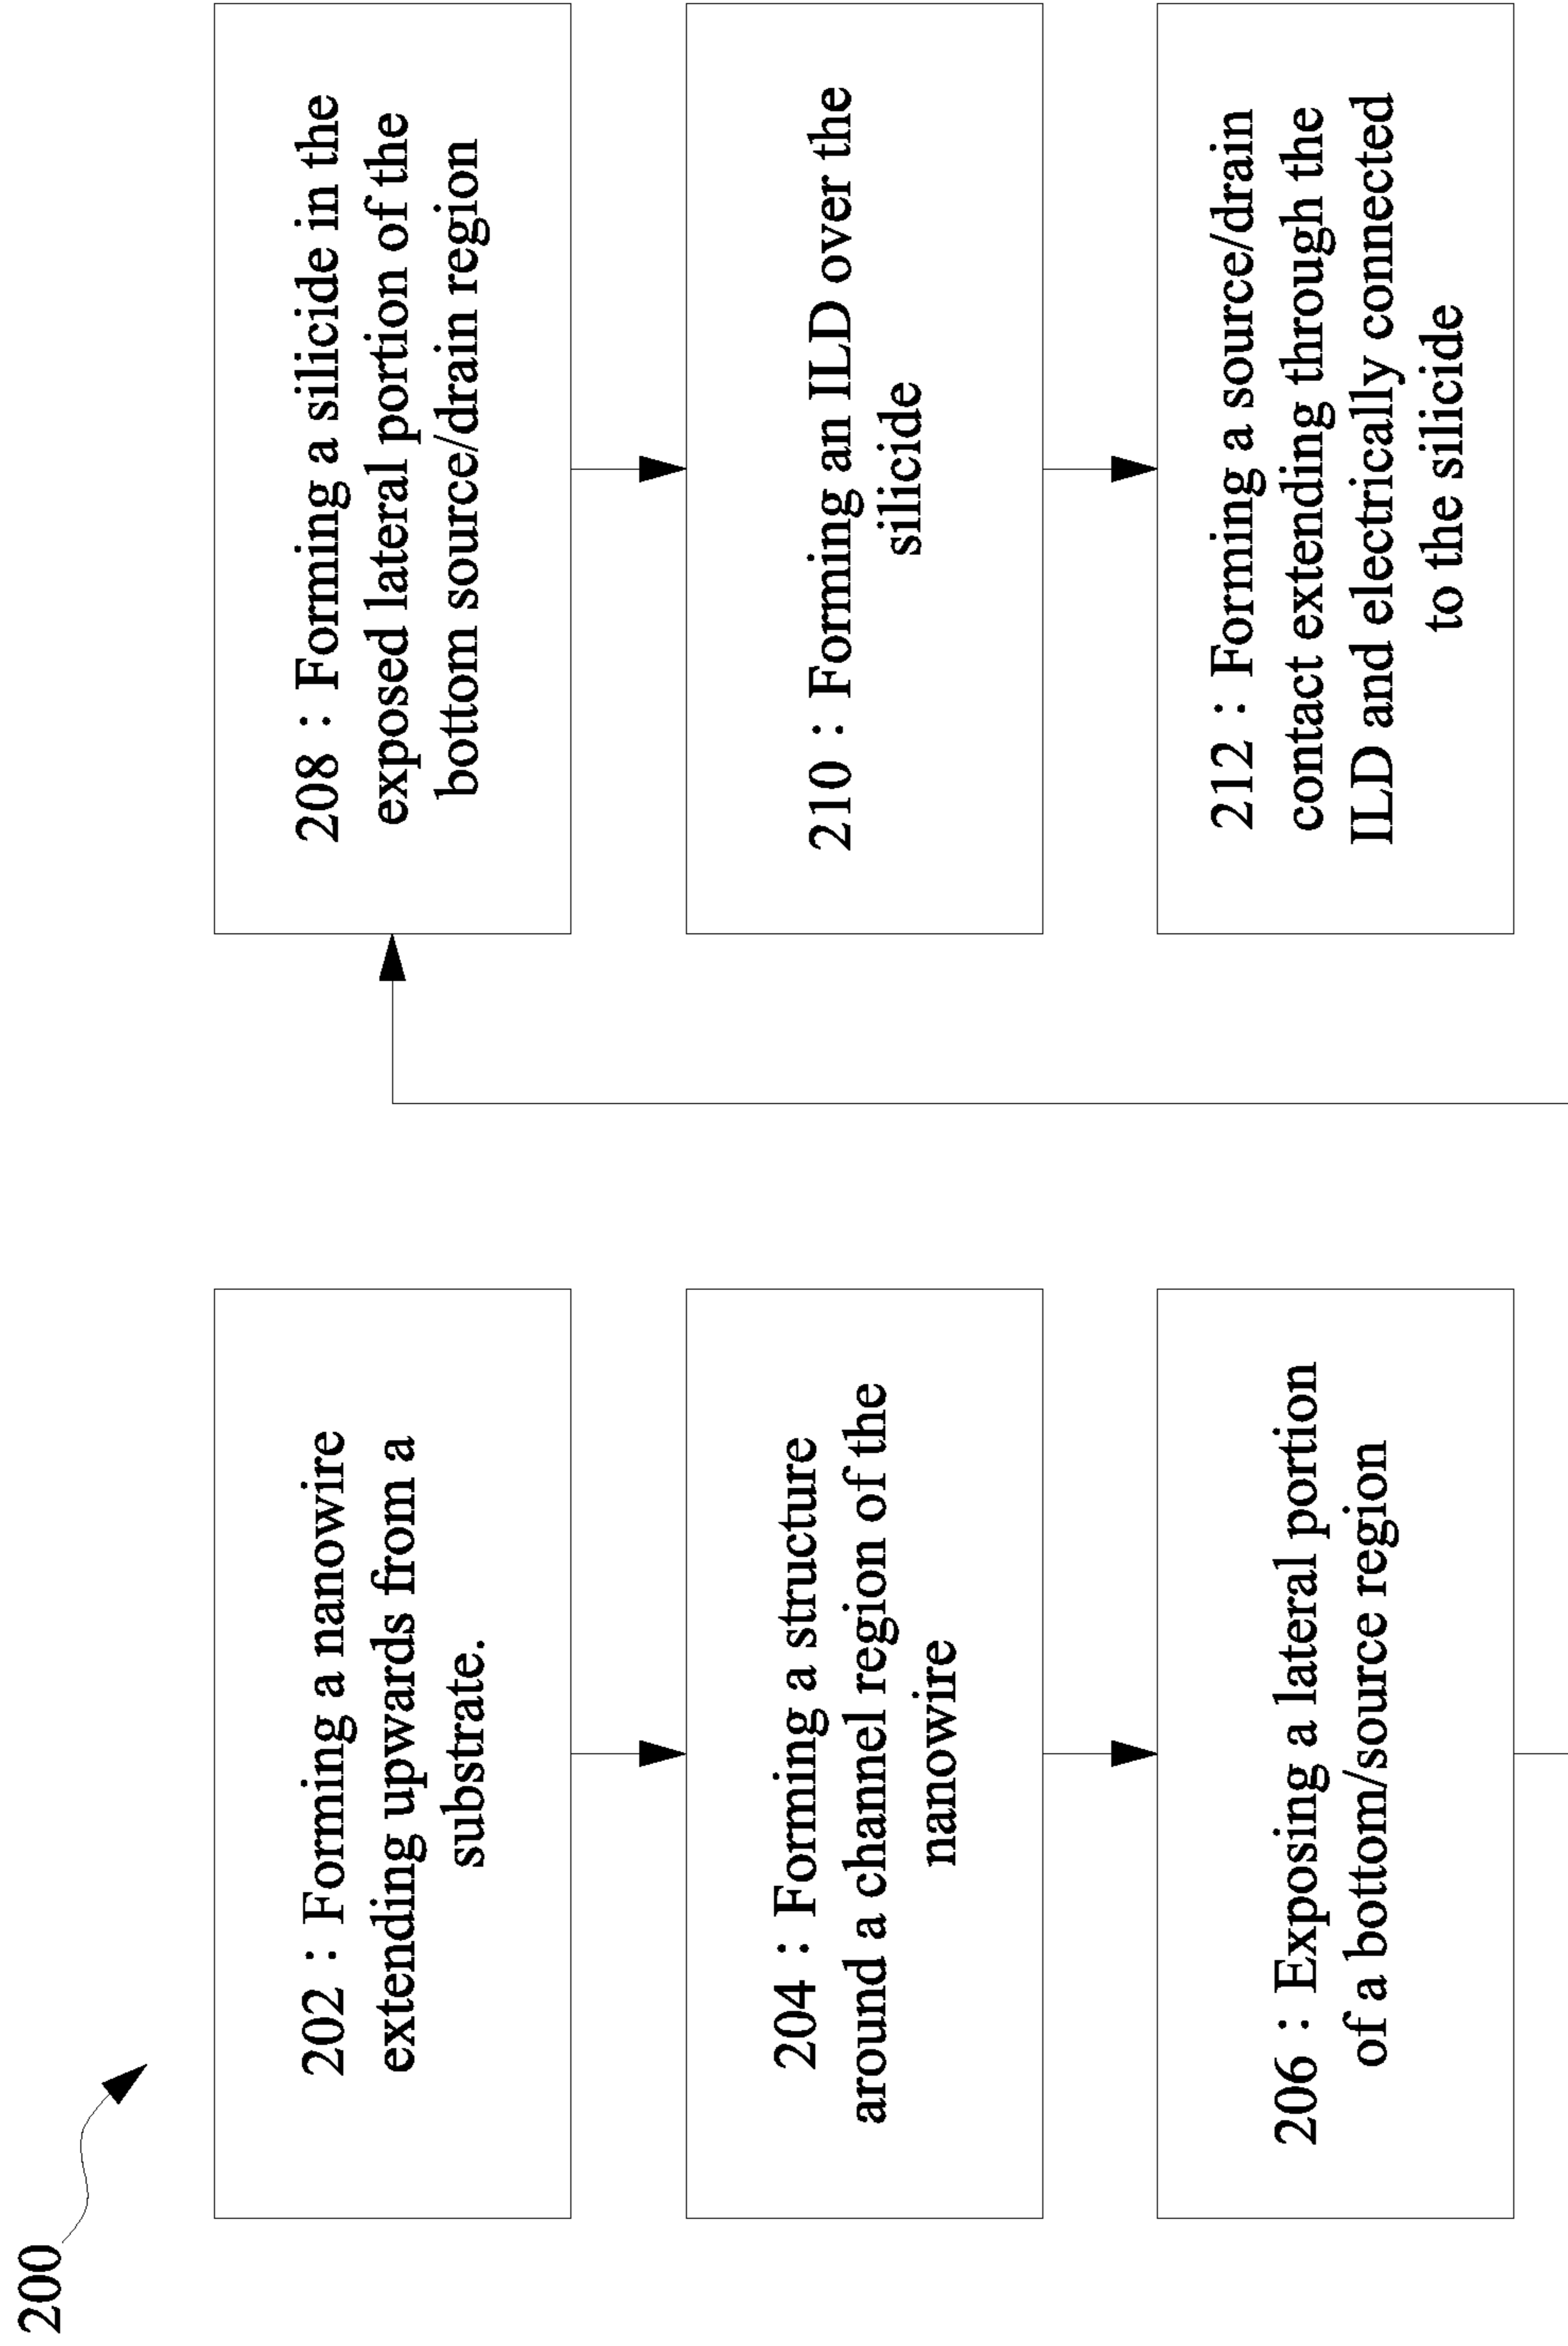 200
202 : Forming a nanowire
extending upwards from a
substrate.
204 : Forming a structure
around a channel region of the
nanowire
206 : Exposing a lateral portion
of a bottom/source region
208 : Forming a silicide in the
exposed lateral portion of the
bottom source/drain region
210 : Forming an ILD over the
silicide
212 : Forming a source/drain
contact extending through the
ILD and electrically connected
to the silicide